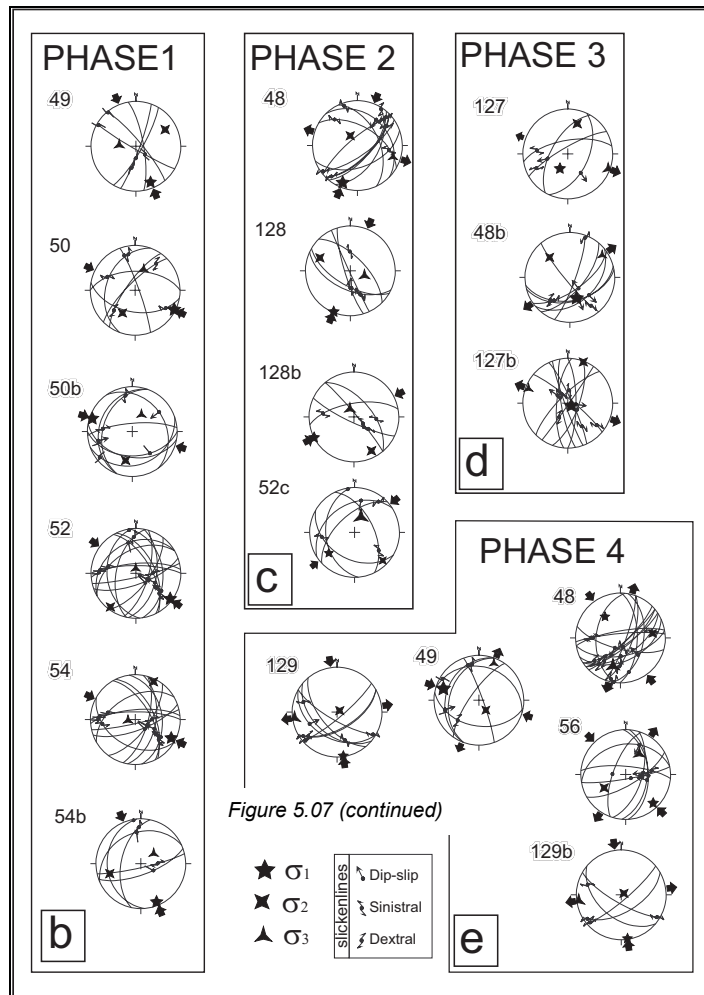 PHASE1
49
50
50b
52
54
54b
b
PHASE 2
48
128
128b
52c
c
PHASE 3
127
48b
127b
d
PHASE 4
48
49
129
56
129b
e
Figure 5.07 (continued)
σ1
σ2
σ3
slickenlines
Dip-slip
Sinistral
Dextral